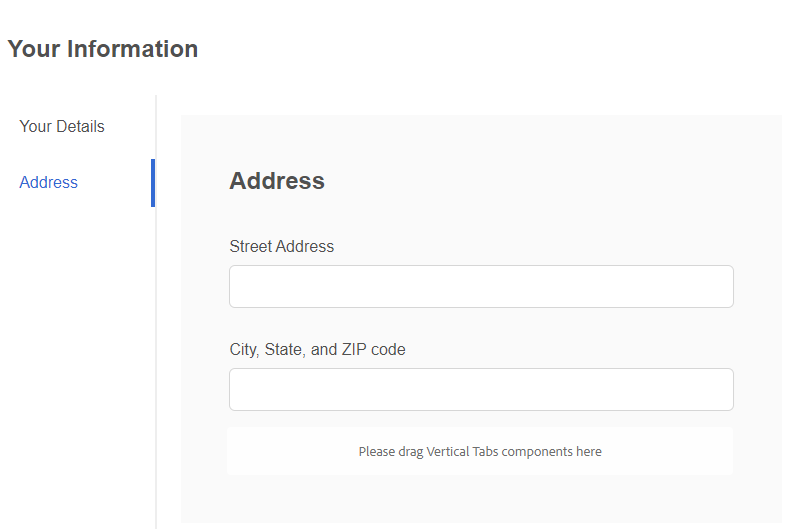 Your Information
Your Details
Address
Address
Street Address
City, State, and ZIP code
Please drag Vertical Tabs components here